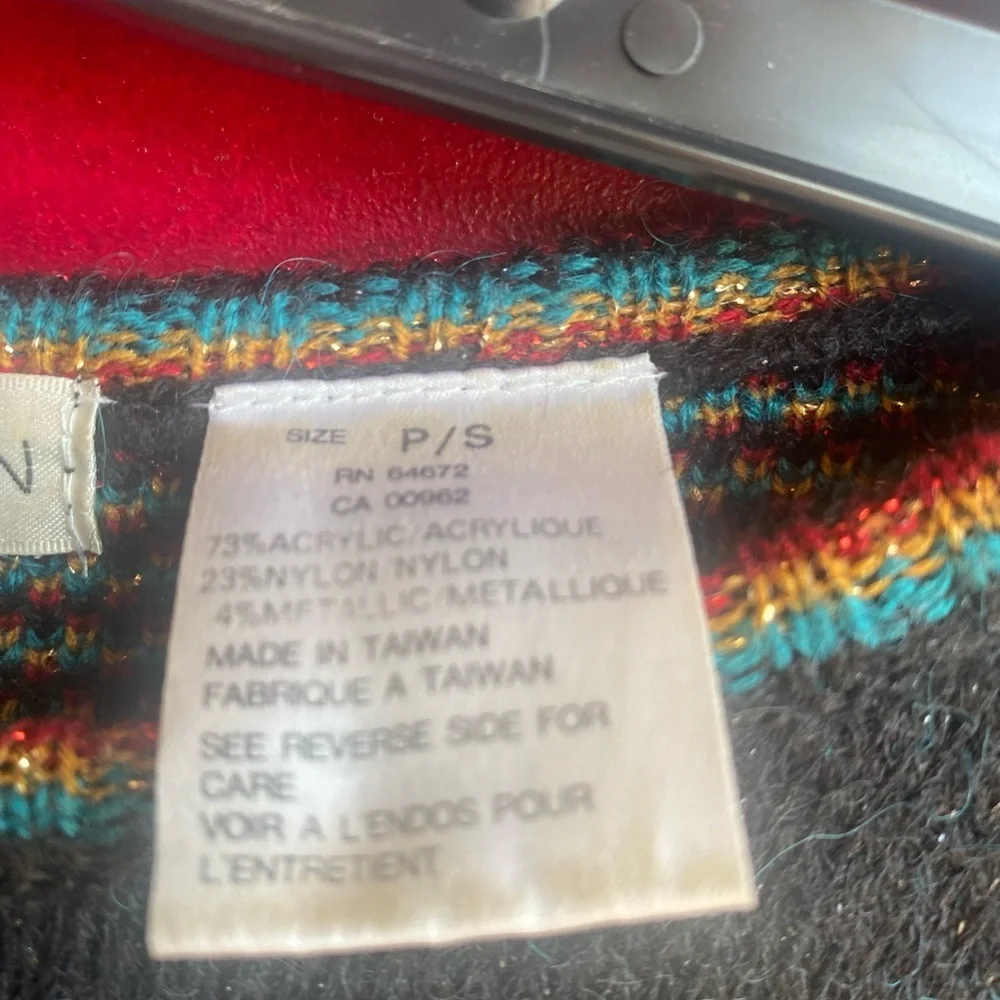 SIZE P/S
RN 64672
CA 00962
73%ACRYLIC/ACRYLIQUE
23%NYLON/NYLON
4%METALLIC/METALLIQUE
MADE IN TAIWAN
FABRIQUE A TAIWAN
SEE REVERSE SIDE FOR
CARE
VOIR A L'ENDOS POUR
L'ENTRETIENT